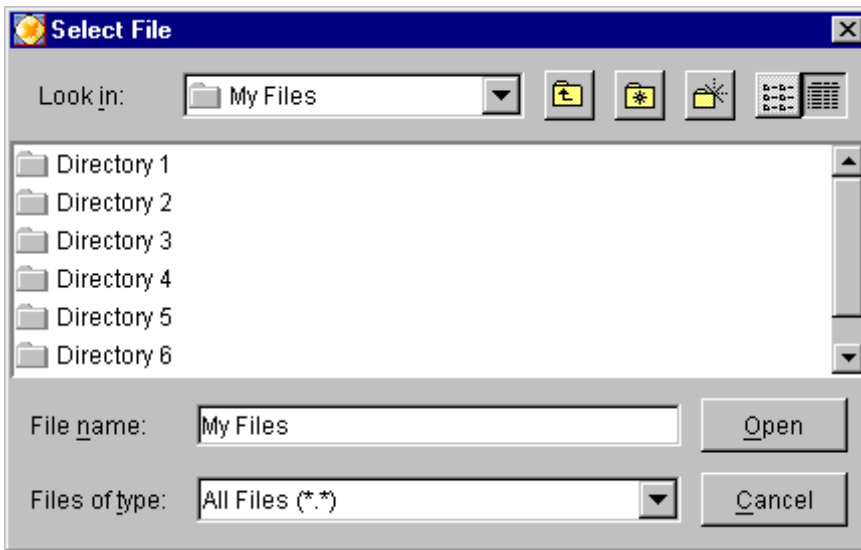 Select File
Look in: My Files
Directory 1
Directory 2
Directory 3
Directory 4
Directory 5
Directory 6
File name: My Files Open
Files of type: All Files (*.*) Cancel